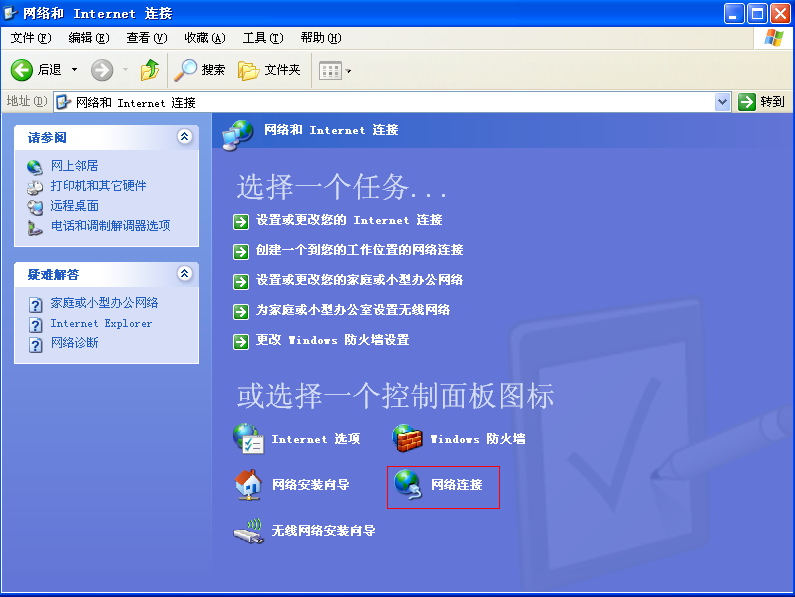 网络和 Internet 连接
文件(F) 编辑(E) 查看(V) 收藏(A) 工具(T) 帮助(H)
后退 搜索 文件夹
地址(D) 网络和 Internet 连接 转到
请参阅
网上邻居
打印机和其它硬件
远程桌面
电话和调制解调器选项
疑难解答
家庭或小型办公网络
Internet Explorer
网络诊断
网络和 Internet 连接
选择一个任务...
设置或更改您的 Internet 连接
创建一个到您的工作位置的网络连接
设置或更改您的家庭或小型办公网络
为家庭或小型办公室设置无线网络
更改 Windows 防火墙设置
或选择一个控制面板图标
Internet 选项 Windows 防火墙
网络安装向导 网络连接
无线网络安装向导